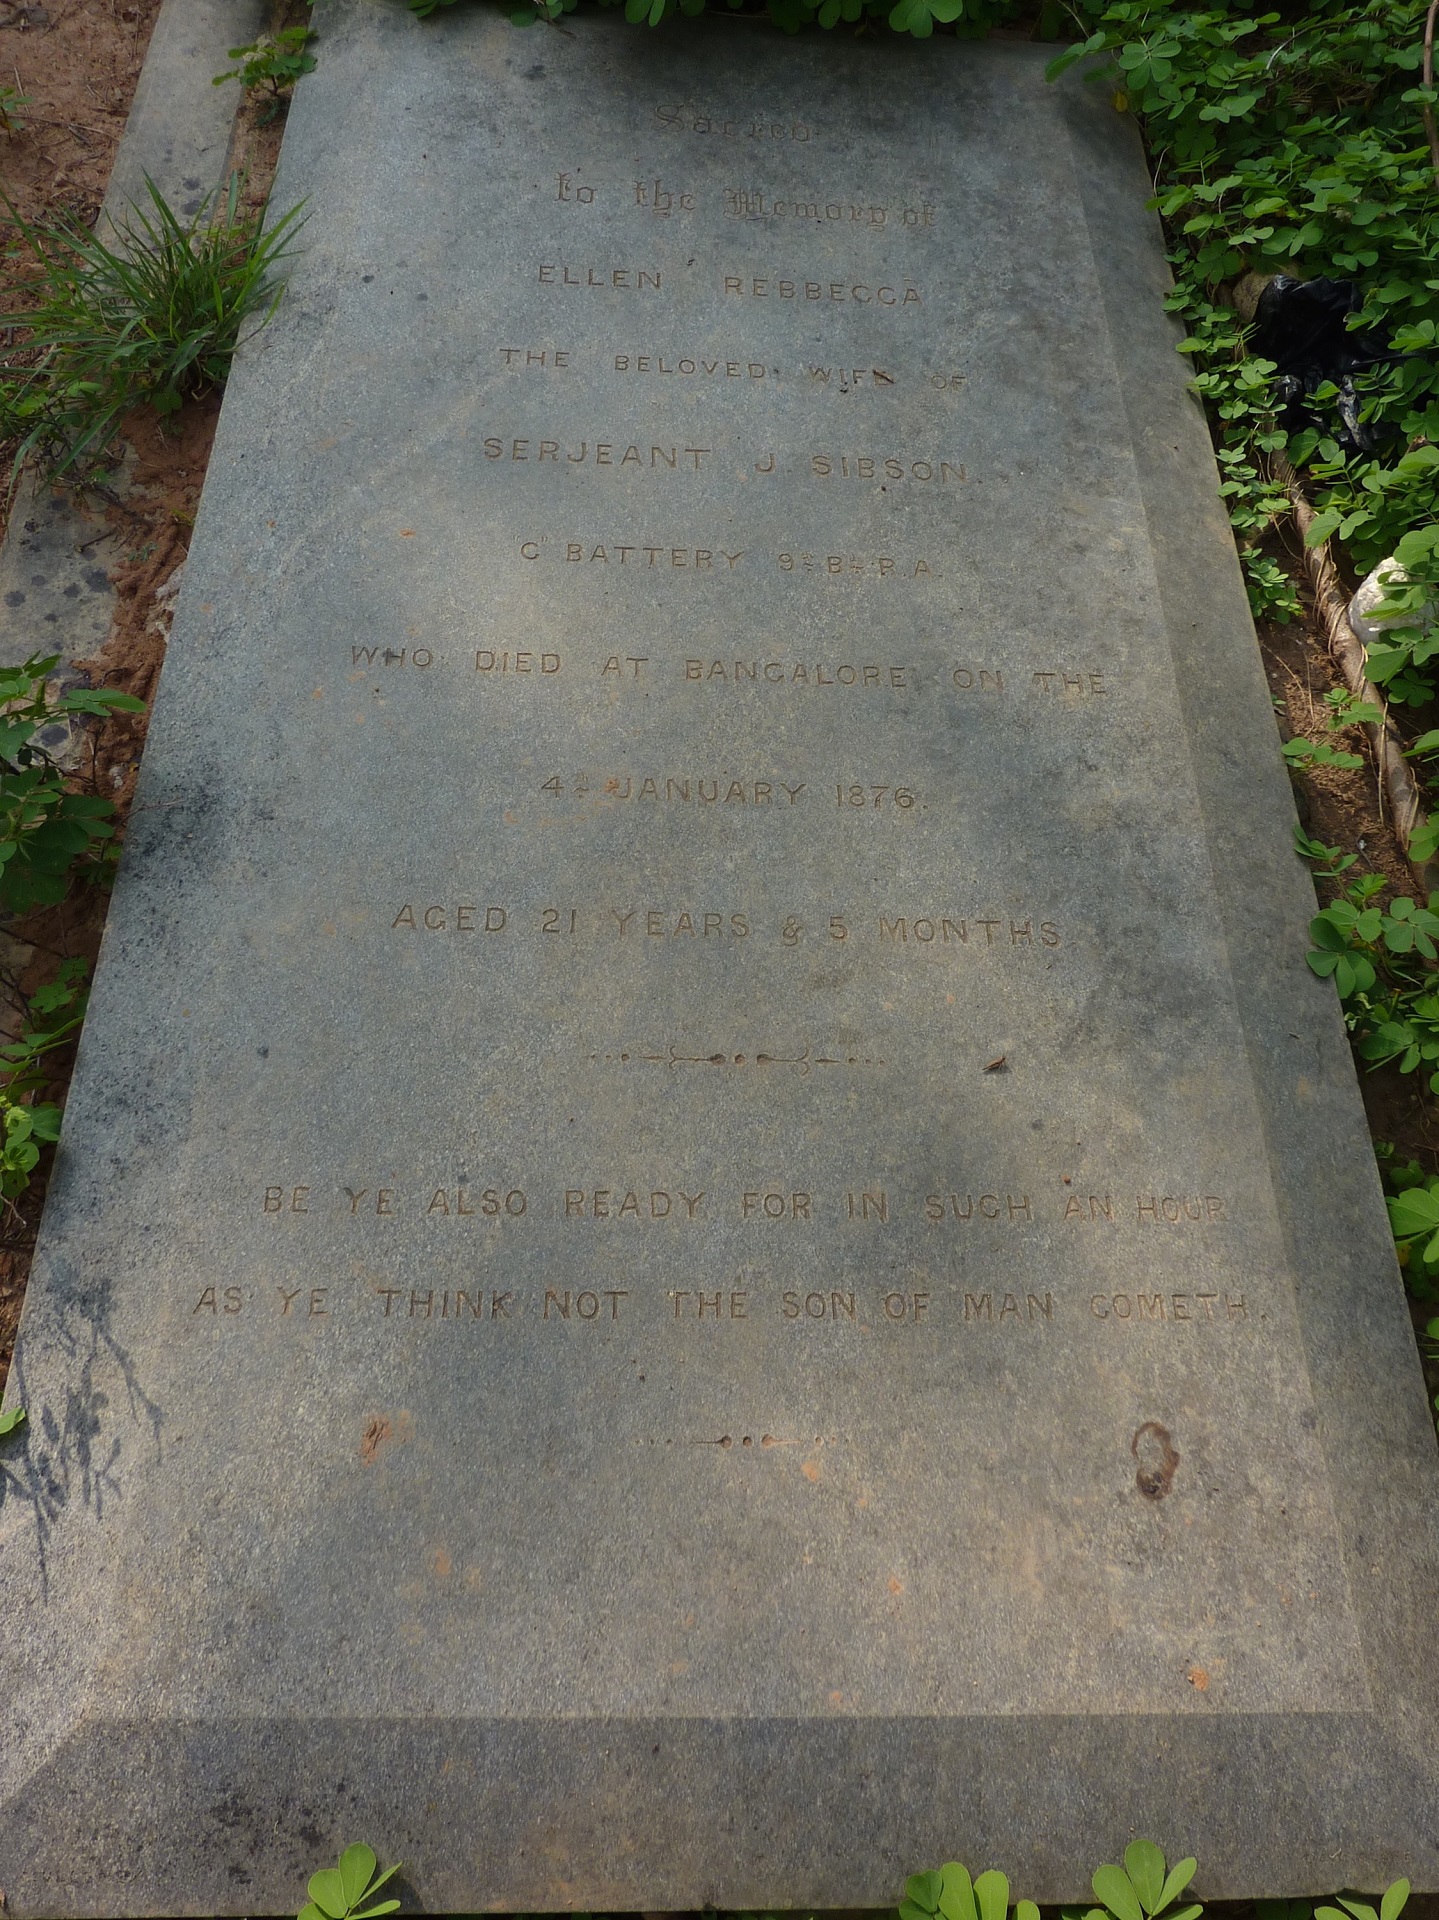 Sacred
to the Memory of
ELLEN REBBECCA
THE BELOVED WIFE OF
SERJEANT J. SIBSON.
"C" BATTERY 9TH BDE R.A.
WHO DIED AT BANGALORE ON THE
4TH JANUARY 1876.
AGED 21 YEARS & 5 MONTHS
BE YE ALSO READY FOR IN SUCH AN HOUR
AS YE THINK NOT THE SON OF MAN COMETH.